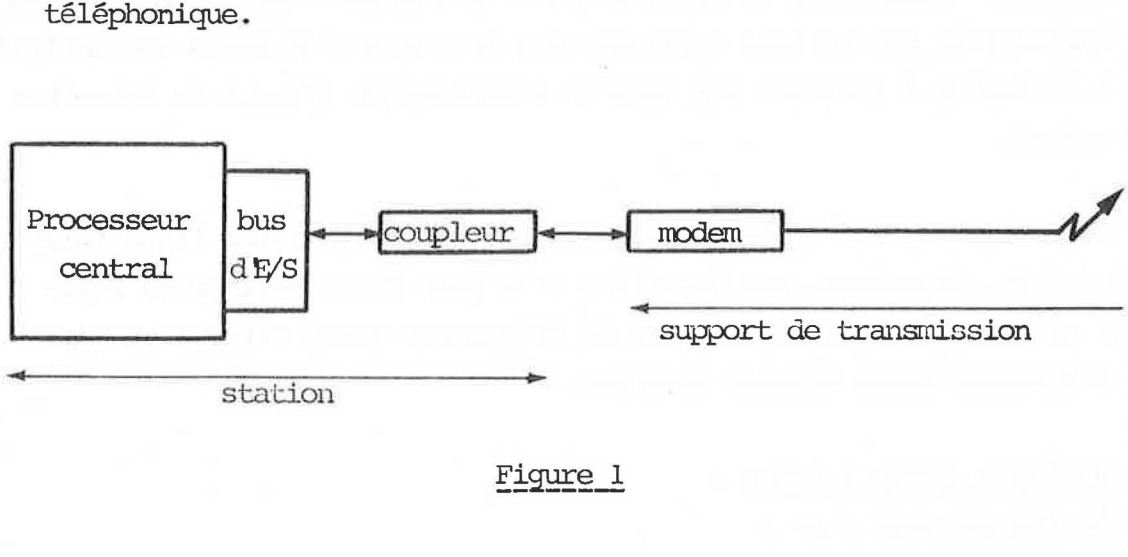 téléphonique.
Processeur
central
bus
d'E/S
coupleur
modem
support de transmission
station
Figure 1